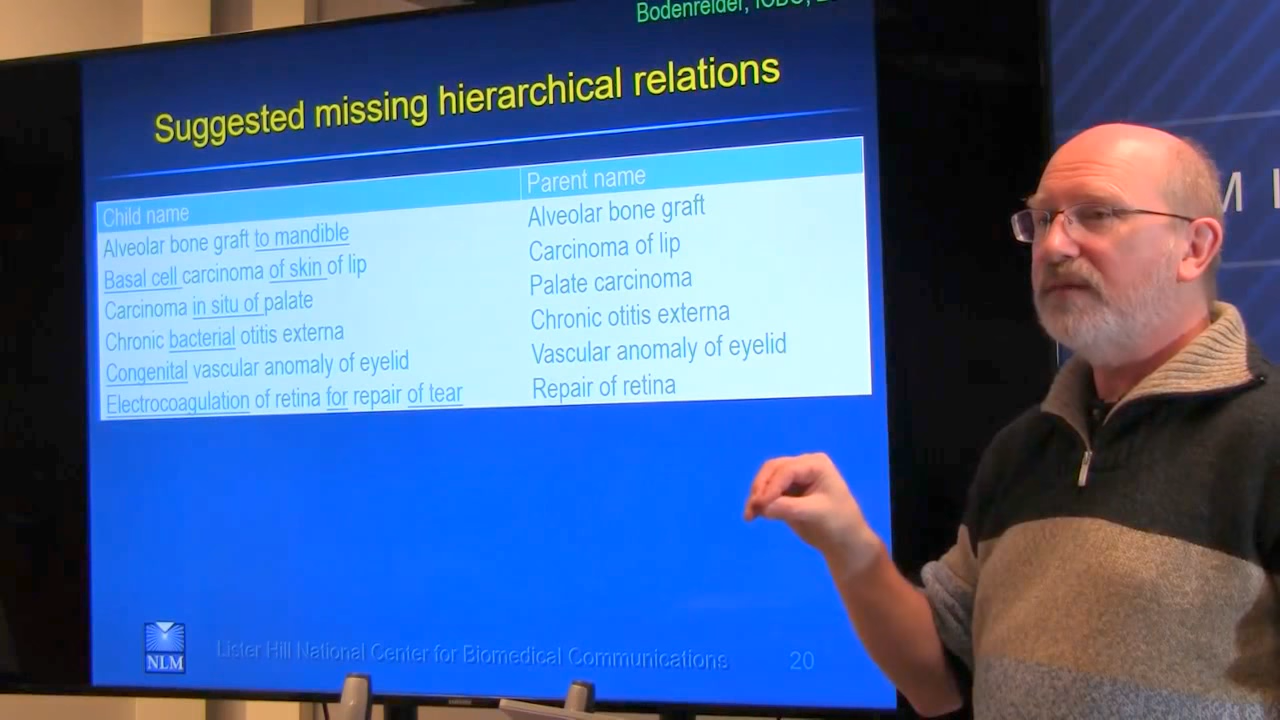 Bodenreider, ICBO,
Suggested missing hierarchical relations
Child name Parent name
Alveolar bone graft to mandible Alveolar bone graft
Basal cell carcinoma of skin of lip Carcinoma of lip
Carcinoma in situ of palate Palate carcinoma
Chronic bacterial otitis externa Chronic otitis externa
Congenital vascular anomaly of eyelid Vascular anomaly of eyelid
Electrocoagulation of retina for repair of tear Repair of retina
NLM
Lister Hill National Center for Biomedical Communications 20
M